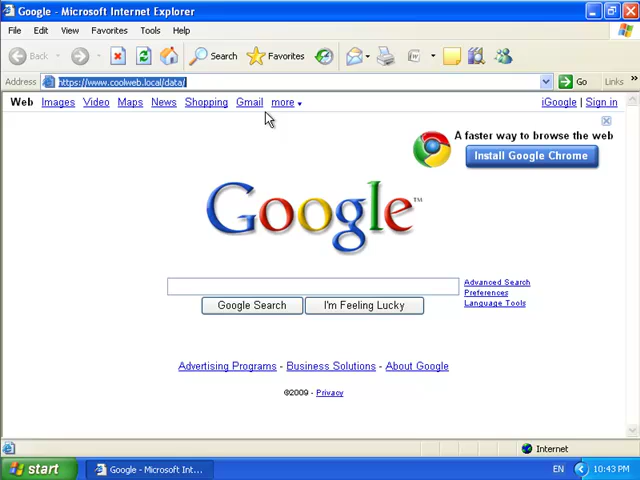 Google - Microsoft Internet Explorer
File Edit View Favorites Tools Help
Back Search Favorites
Address https://www.coolweb.local/data/ Go Links »
Web Images Video Maps News Shopping Gmail more ▼ iGoogle | Sign in
A faster way to browse the web
Install Google Chrome
Google™
Advanced Search
Preferences
Language Tools
Google Search I'm Feeling Lucky
Advertising Programs - Business Solutions - About Google
©2009 - Privacy
Internet
start Google - Microsoft Int... EN 10:43 PM